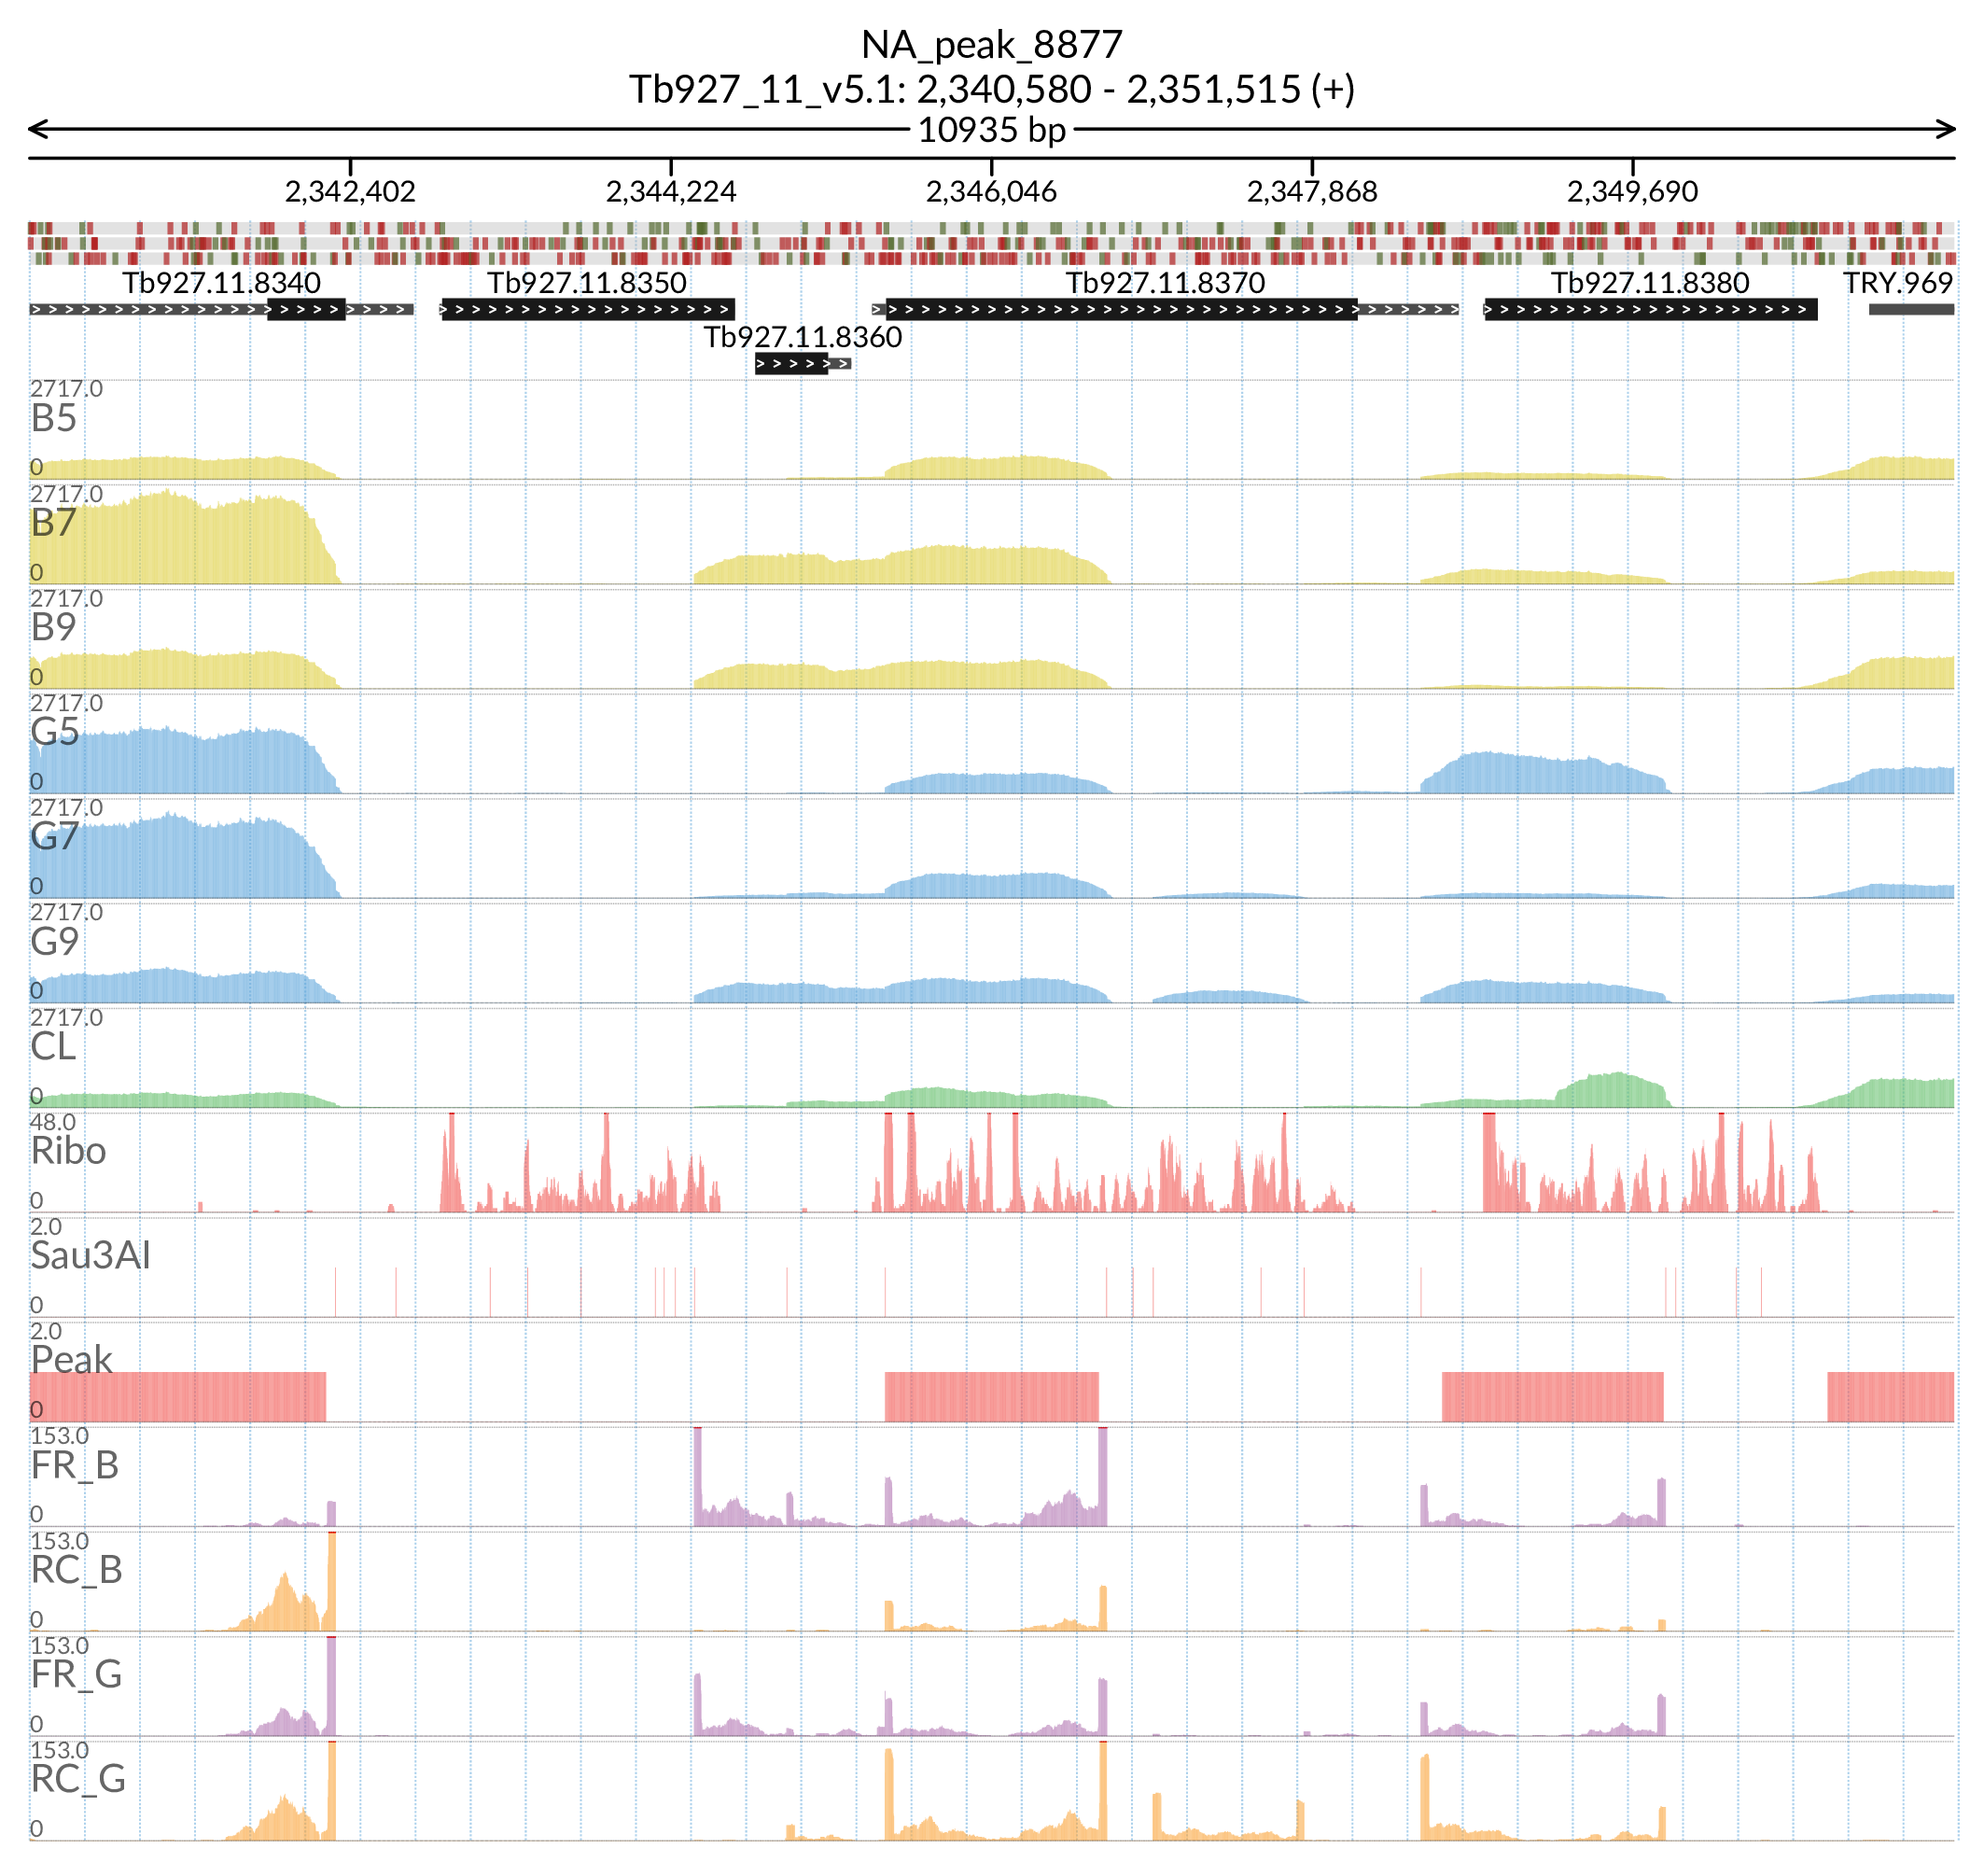 NA_peak_8877
Tb927_11_v5.1: 2,340,580 - 2,351,515 (+)
10935 bp
2,342,402 2,344,224 2,346,046 2,347,868 2,349,690
Tb927.11.8340 Tb927.11.8350 Tb927.11.8370 Tb927.11.8380 TRY.969
Tb927.11.8360
2717.0
B5
0
2717.0
B7
0
2717.0
B9
0
2717.0
G5
0
2717.0
G7
0
2717.0
G9
0
2717.0
CL
0
48.0
Ribo
0
2.0
Sau3AI
0
2.0
Peak
0
153.0
FR_B
0
153.0
RC_B
0
153.0
FR_G
0
153.0
RC_G
0